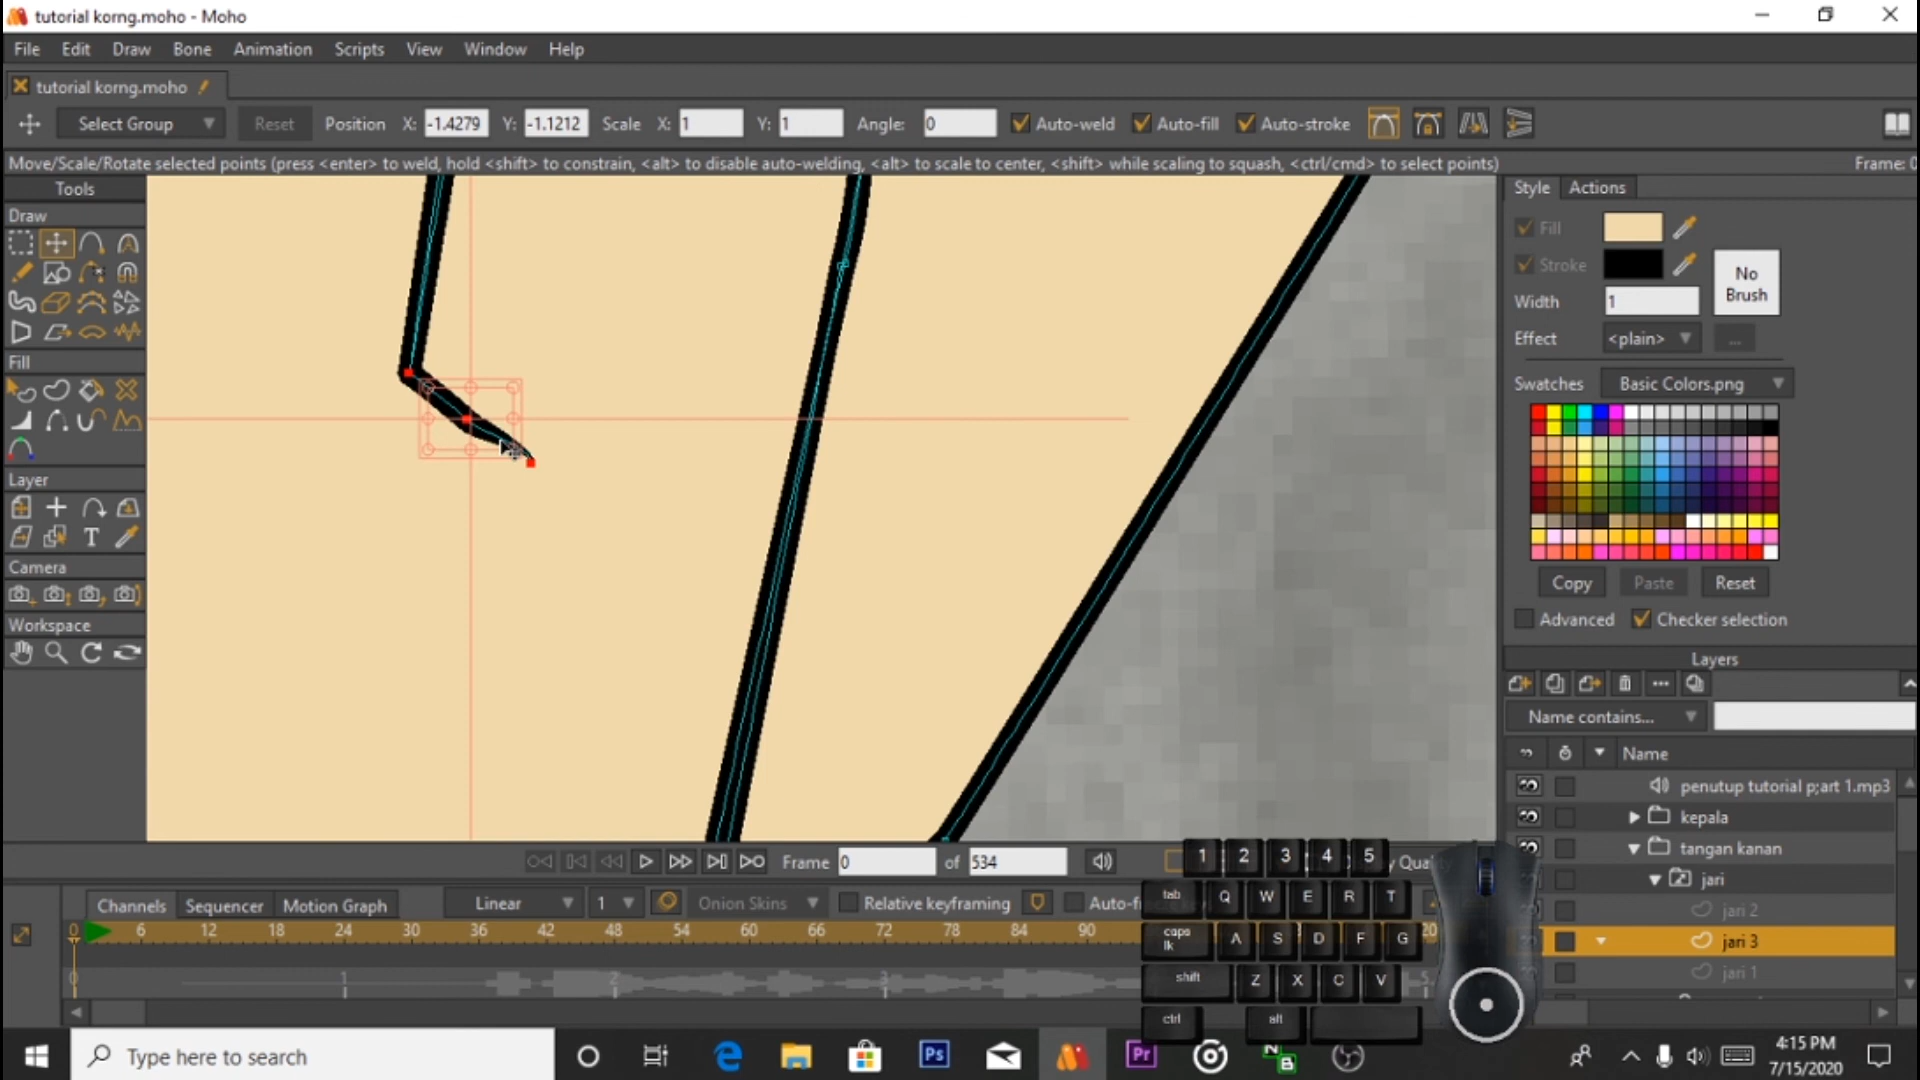 tutorial korng.moho - Moho
File Edit Draw Bone Animation Scripts View Window Help
tutorial korng.moho
Select Group Reset Position X: -1.4279 Y: -1.1212 Scale X: 1 Y: 1 Angle: 0 Auto-weld Auto-fill Auto-stroke
Move/Scale/Rotate selected points (press <enter> to weld, hold <shift> to constrain, <alt> to disable auto-welding, <alt> to scale to center, <shift> while scaling to squash, <ctrl/cmd> to select points) Frame: 0
Tools
Draw
Fill
Layer
Camera
Workspace
Style Actions
Fill
Stroke
No Brush
Width 1
Effect <plain> ...
Swatches Basic Colors.png
Copy Paste Reset
Advanced Checker selection
Layers
Name contains...
Name
penutup tutorial p;art 1.mp3
kepala
tangan kanan
jari
jari 2
jari 3
jari 1
Frame 0 of 534
Channels Sequencer Motion Graph Linear 1 Onion Skins Relative keyframing
0 6 12 18 24 30 36 42 48 54 60 66 72 78 84 90
0 1 2 3
1 2 3 4 5
tab Q W E R T
caps lk A S D F G
shift Z X C V
ctrl alt
Type here to search
Ps
Pr
N B
4:15 PM
7/15/2020